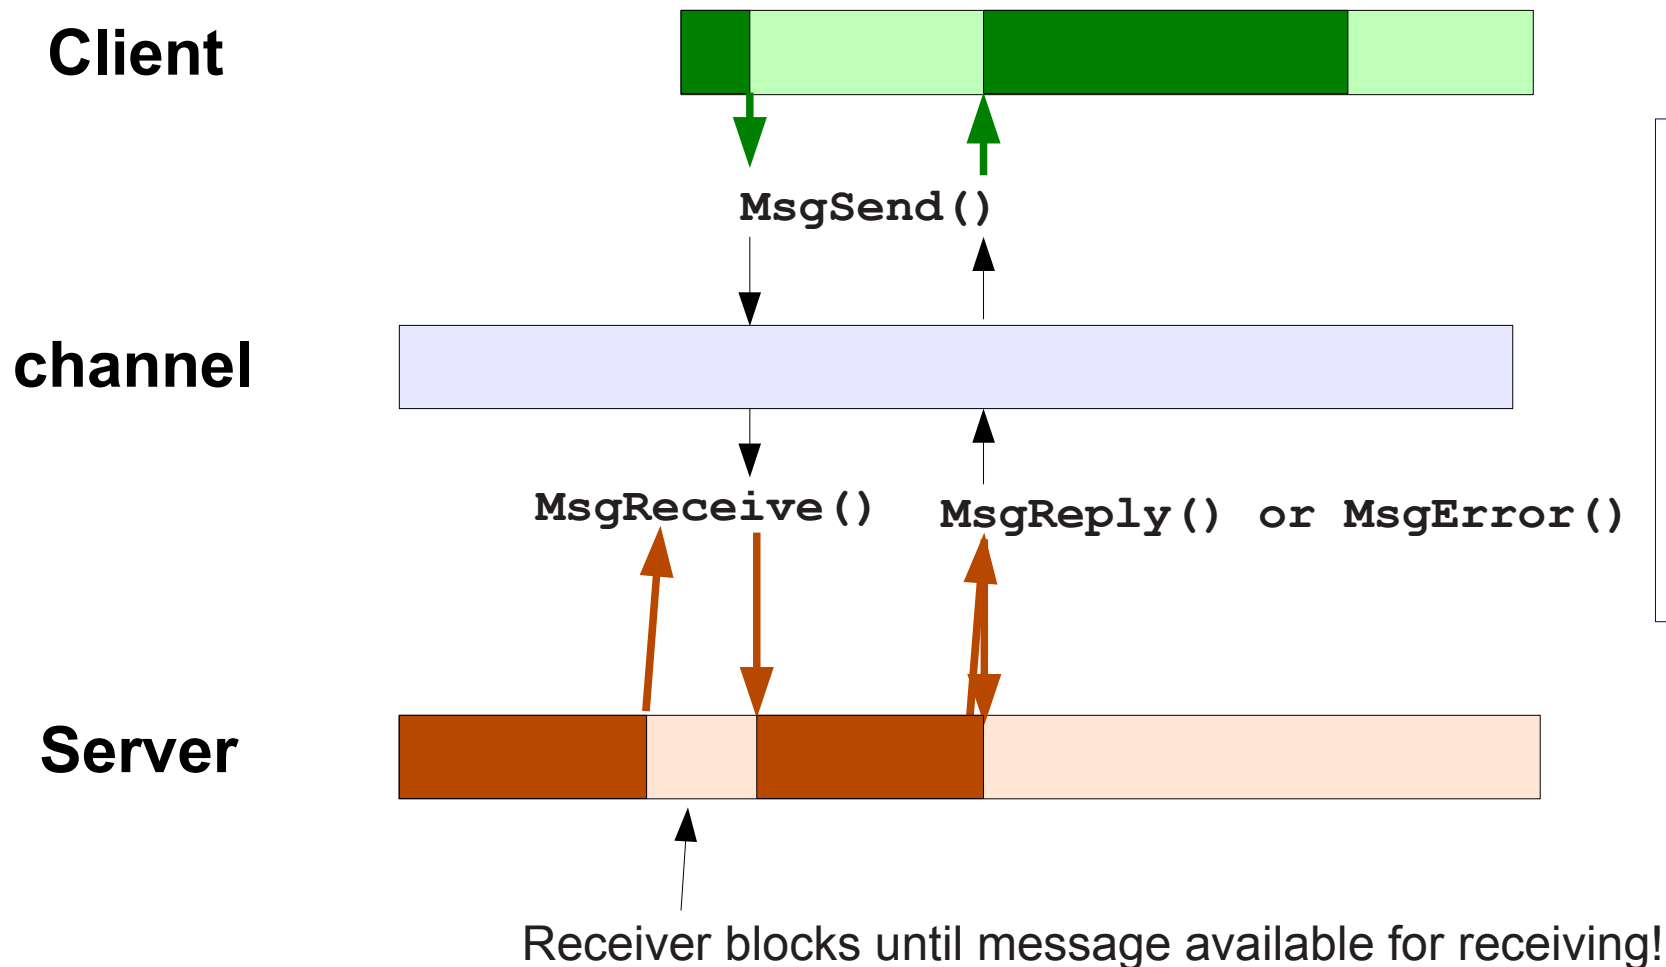 Client
MsgSend()
channel
MsgReceive()
MsgReply() or MsgError()
Server
Receiver blocks until message available for receiving!